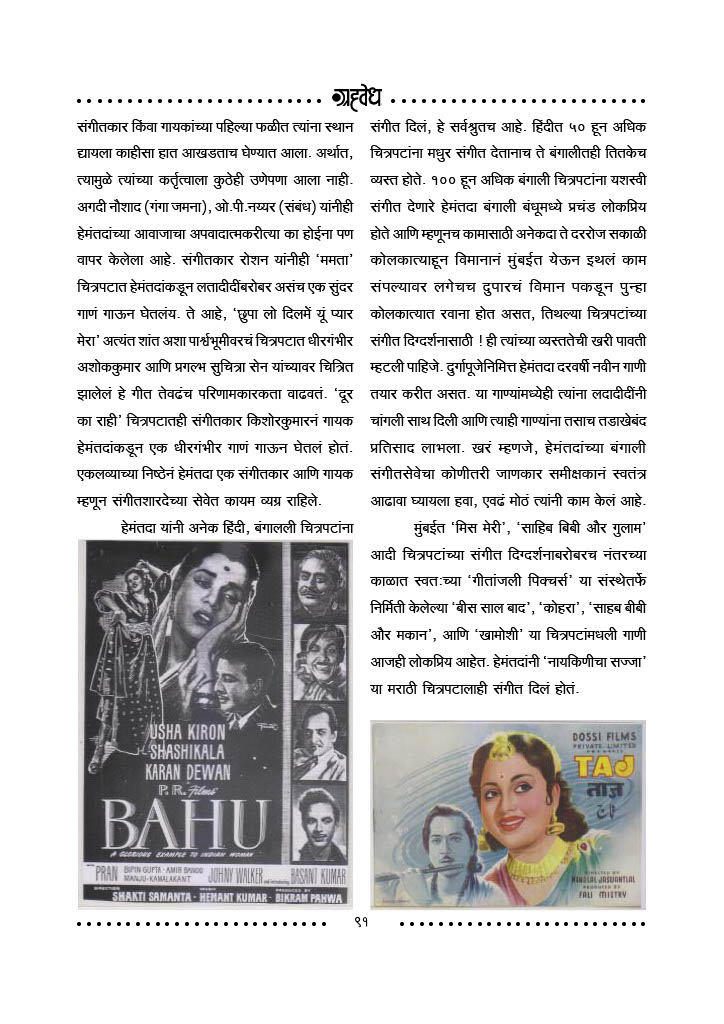 ग्रहवेध
संगीतकार किंवा गायकांच्या पहिल्या फळीत त्यांना स्थान
द्यायला काहीसा हात आखडताच घेण्यात आला. अर्थात,
त्यामुळे त्यांच्या कर्तृत्वाला कुठेही उणेपणा आला नाही.
अगदी नौशाद (गंगा जमना), ओ.पी.नय्यर (संबंध) यांनीही
हेमंतदांच्या आवाजाचा अपवादात्मकरीत्या का होईना पण
वापर केलेला आहे. संगीतकार रोशन यांनीही ‘ममता’
चित्रपटात हेमंतदांकडून लतादीदींबरोबर असंच एक सुंदर
गाणं गाऊन घेतलंय. ते आहे, ‘छुपा लो दिलमें यूं प्यार
मेरा’ अत्यंत शांत अशा पार्श्वभूमीवरचं चित्रपटात धीरगंभीर
अशोककुमार आणि प्रगल्भ सुचित्रा सेन यांच्यावर चित्रित
झालेलं हे गीत तेवढंच परिणामकारकता वाढवतं. ‘दूर
का राही’ चित्रपटातही संगीतकार किशोरकुमारनं गायक
हेमंतदांकडून एक धीरगंभीर गाणं गाऊन घेतलं होतं.
एकलव्याच्या निष्ठेनं हेमंतदा एक संगीतकार आणि गायक
म्हणून संगीतशारदेच्या सेवेत कायम व्यग्र राहिले.
हेमंतदा यांनी अनेक हिंदी, बंगालली चित्रपटांना
संगीत दिलं, हे सर्वश्रुतच आहे. हिंदीत ५० हून अधिक
चित्रपटांना मधुर संगीत देतानाच ते बंगालीतही तितकेच
व्यस्त होते. १०० हून अधिक बंगाली चित्रपटांना यशस्वी
संगीत देणारे हेमंतदा बंगाली बंधूमध्ये प्रचंड लोकप्रिय
होते आणि म्हणूनच कामासाठी अनेकदा ते दररोज सकाळी
कोलकात्याहून विमानानं मुंबईत येऊन इथलं काम
संपल्यावर लगेचच दुपारचं विमान पकडून पुन्हा
कोलकात्यात रवाना होत असत, तिथल्या चित्रपटांच्या
संगीत दिग्दर्शनासाठी ! ही त्यांच्या व्यस्ततेची खरी पावती
म्हटली पाहिजे. दुर्गापूजेनिमित्त हेमंतदा दरवर्षी नवीन गाणी
तयार करीत असत. या गाण्यांमध्येही त्यांना लदादीदींनी
चांगली साथ दिली आणि त्याही गाण्यांना तसाच तडाखेबंद
प्रतिसाद लाभला. खरं म्हणजे, हेमंतदांच्या बंगाली
संगीतसेवेचा कोणीतरी जाणकार समीक्षकानं स्वतंत्र
आढावा घ्यायला हवा, एवढं मोठं त्यांनी काम केलं आहे.
मुंबईत ‘मिस मेरी’, ‘साहिब बिबी और गुलाम’
आदी चित्रपटांच्या संगीत दिग्दर्शनाबरोबरच नंतरच्या
काळात स्वतःच्या ‘गीतांजली पिक्चर्स’ या संस्थेतर्फे
निर्मिती केलेल्या ‘बीस साल बाद’, ‘कोहरा’, ‘साहब बीबी
और मकान’, आणि ‘खामोशी’ या चित्रपटांमधली गाणी
आजही लोकप्रिय आहेत. हेमंतदांनी ‘नायकिणीचा सज्जा’
या मराठी चित्रपटालाही संगीत दिलं होतं.
USHA KIRON
SHASHIKALA
KARAN DEWAN
P.R. Films'
BAHU
A GLORIOUS EXAMPLE TO INDIAN WOMAN
PRAN BIPIN GUPTA · AMIR BANOO
MANJU · KAMALAKANT JOHNY WALKER and introducing BASANT KUMAR
DIRECTION MUSIC PRODUCED BY
SHAKTI SAMANTA · HEMANT KUMAR · BIKRAM PAHWA
DOSSI FILMS
PRIVATE LIMITED
PRESENTS
TAJ
ताज
تاج
DIRECTED BY
NANDLAL JASWANTLAL
PRODUCED BY
FALI MISTRY
९१